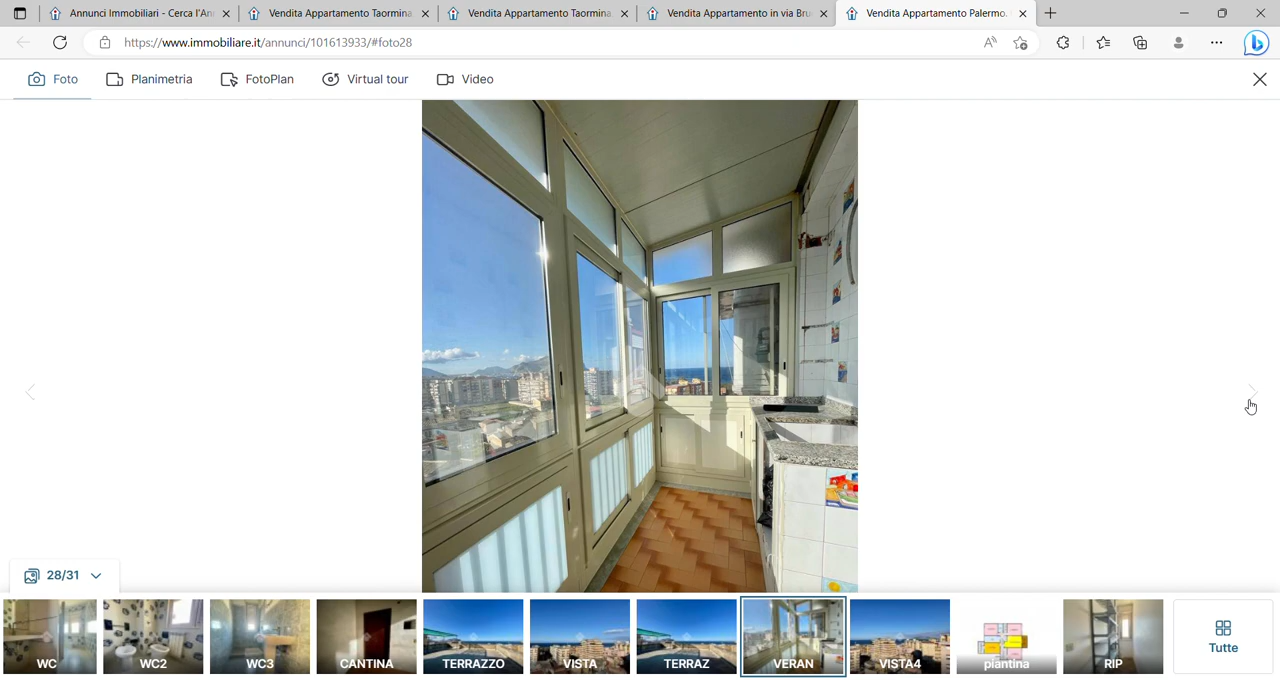 Annunci Immobiliari - Cerca l'An
Vendita Appartamento Taormina
Vendita Appartamento Taormina
Vendita Appartamento in via Bru
Vendita Appartamento Palermo.
https://www.immobiliare.it/annunci/101613933/#foto28
Foto
Planimetria
FotoPlan
Virtual tour
Video
28/31
WC
WC2
WC3
CANTINA
TERRAZZO
VISTA
TERRAZ
VERAN
VISTA4
piantina
RIP
Tutte